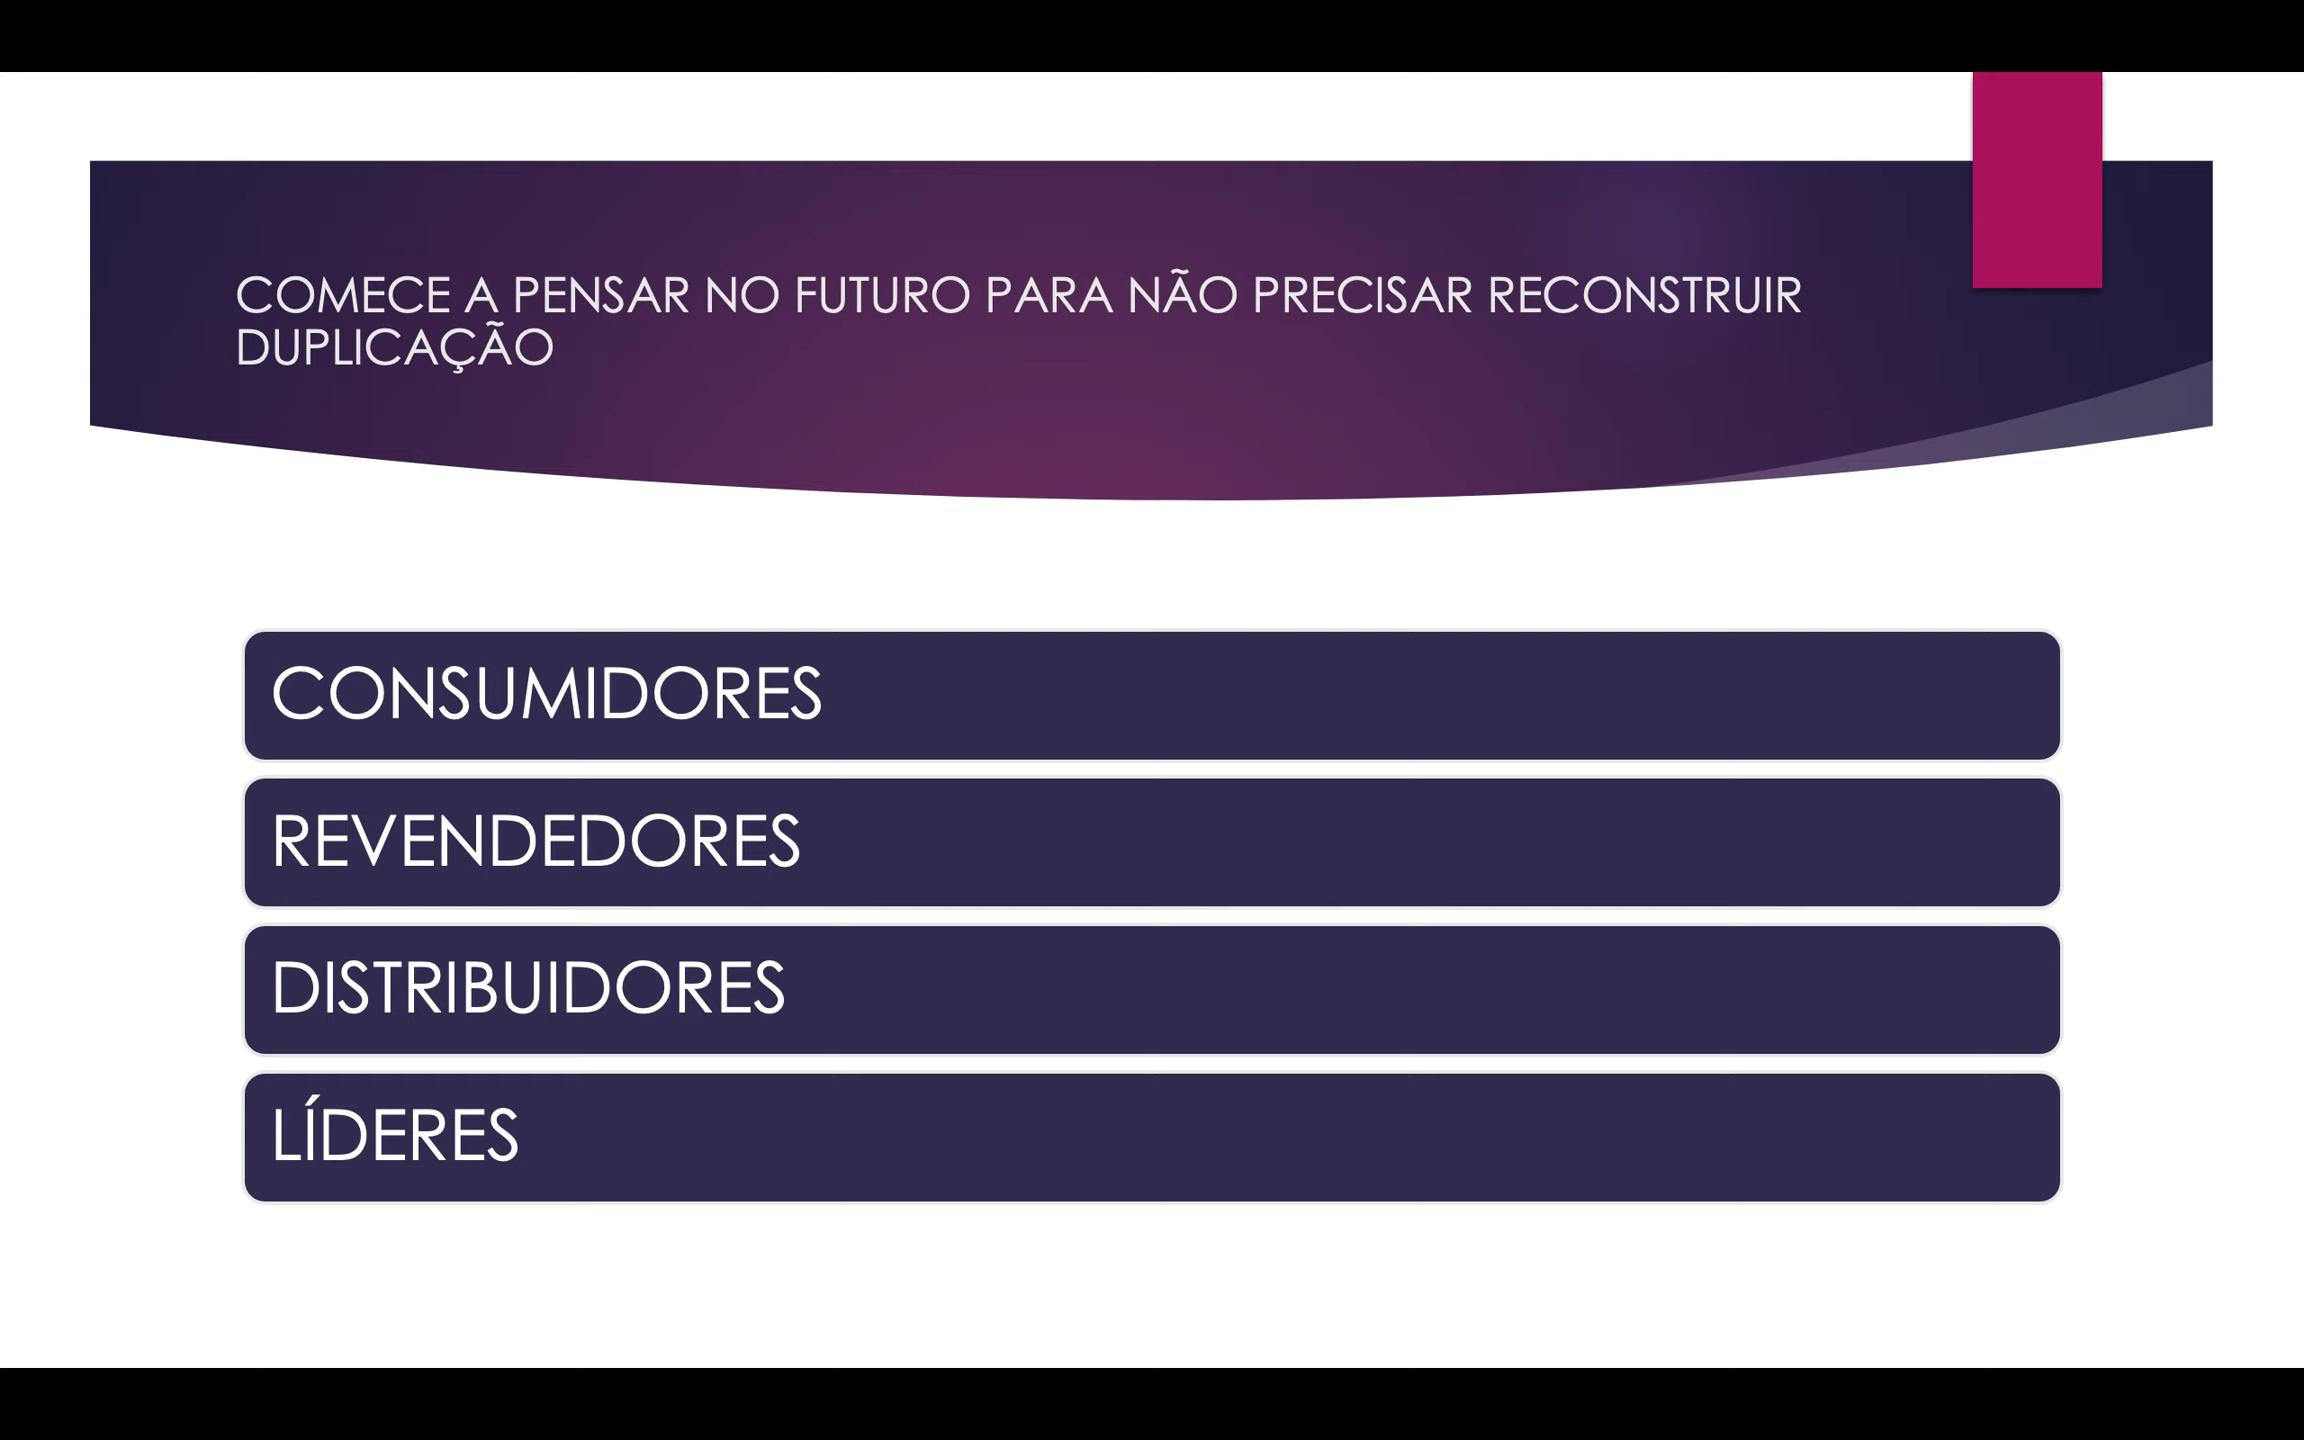 COMECE A PENSAR NO FUTURO PARA NÃO PRECISAR RECONSTRUIR
DUPLICAÇÃO
CONSUMIDORES
REVENDEDORES
DISTRIBUIDORES
LÍDERES